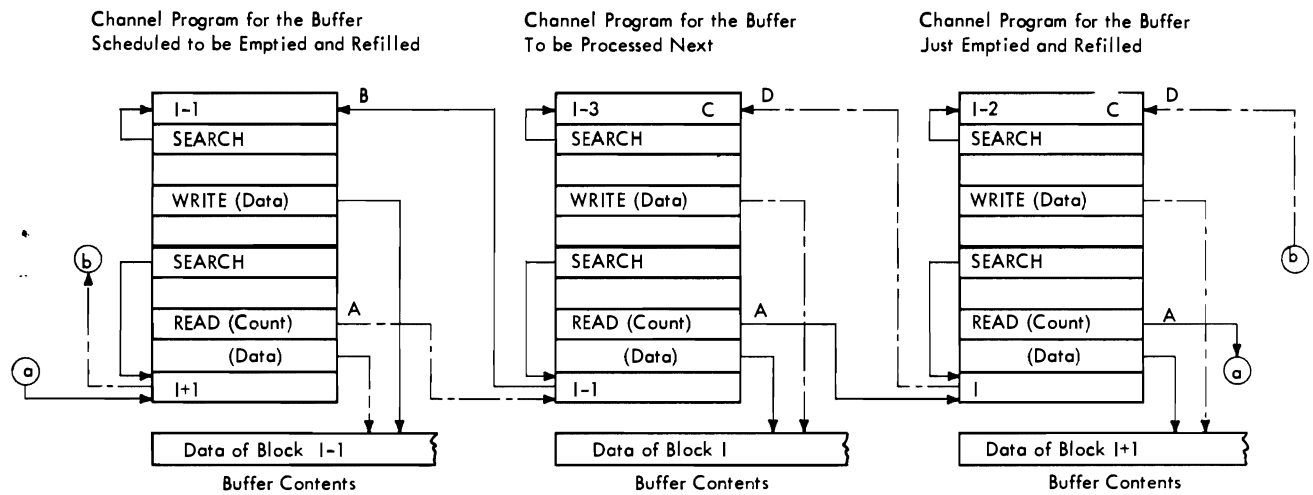 Channel Program for the Buffer
Scheduled to be Emptied and Refilled
Channel Program for the Buffer
To be Processed Next
Channel Program for the Buffer
Just Emptied and Refilled
I-1
B
SEARCH
WRITE (Data)
b
SEARCH
READ (Count)
A
(Data)
a
I+1
Data of Block I-1
Buffer Contents
I-3
C
D
SEARCH
WRITE (Data)
SEARCH
READ (Count)
A
(Data)
I-1
Data of Block I
Buffer Contents
I-2
C
D
SEARCH
WRITE (Data)
SEARCH
b
READ (Count)
A
(Data)
a
I
Data of Block I+1
Buffer Contents